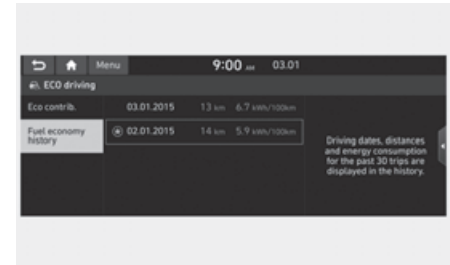 Menu 9:00 AM 03.01
ECO driving
Eco contrib. 03.01.2015 13 km 6.7 kWh/100km
Fuel economy
history
02.01.2015 14 km 5.9 kWh/100km
Driving dates, distances
and energy consumption
for the past 30 trips are
displayed in the history.